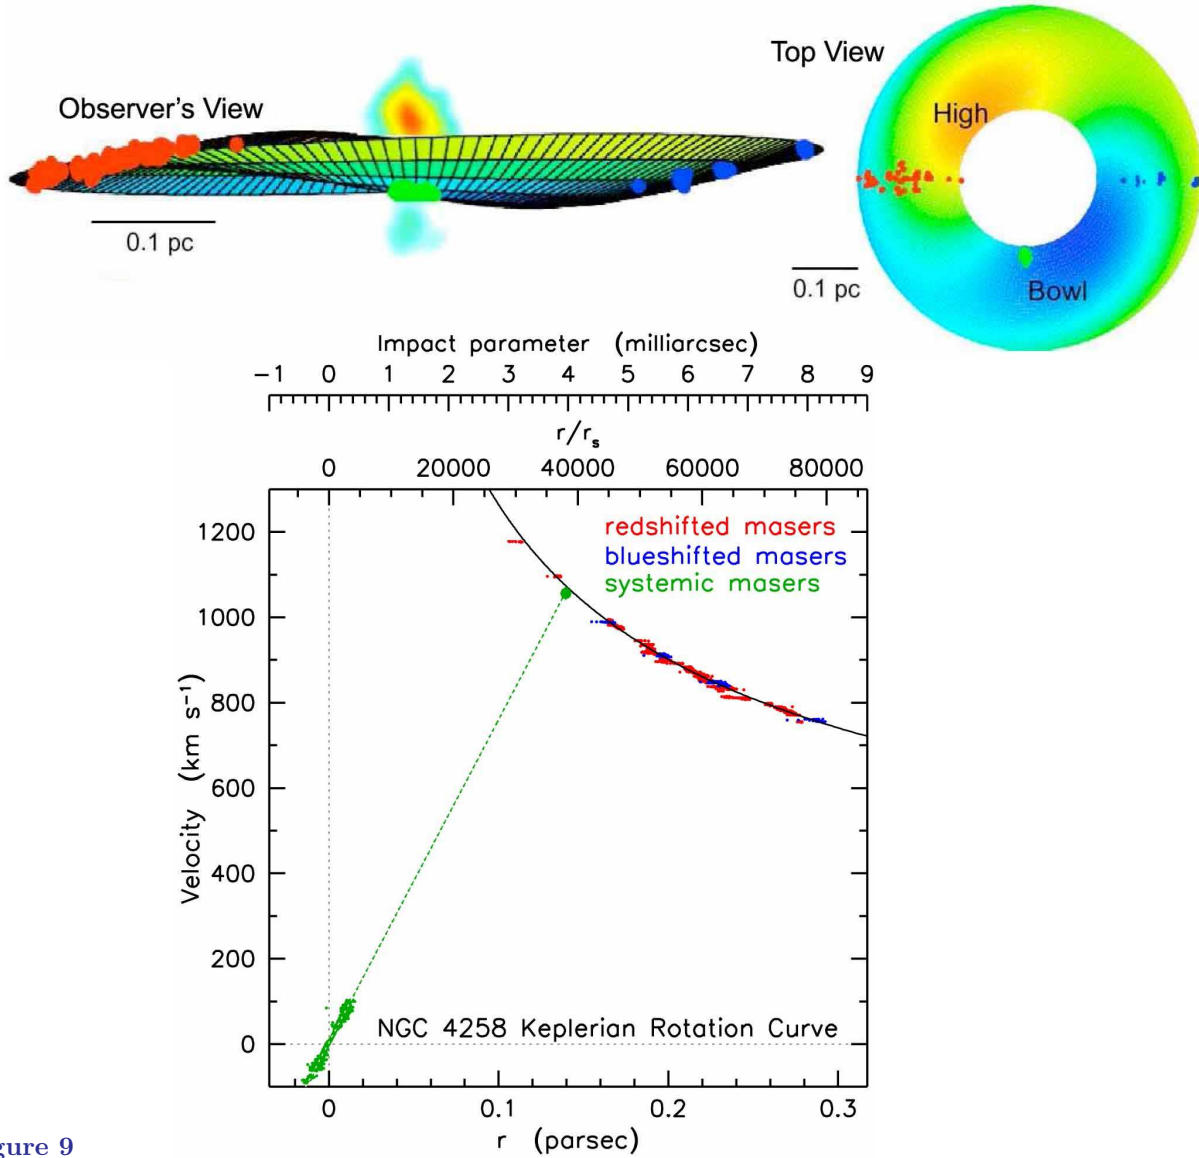 Observer's View
Top View
High
0.1 pc
0.1 pc
Bowl
Impact parameter (milliarcsec)
−1 0 1 2 3 4 5 6 7 8 9
r/rs
0 20000 40000 60000 80000
1200
1000
800
600
400
200
0
Velocity (km s⁻¹)
redshifted masers
blueshifted masers
systemic masers
NGC 4258 Keplerian Rotation Curve
0 0.1 0.2 0.3
r (parsec)
gure 9